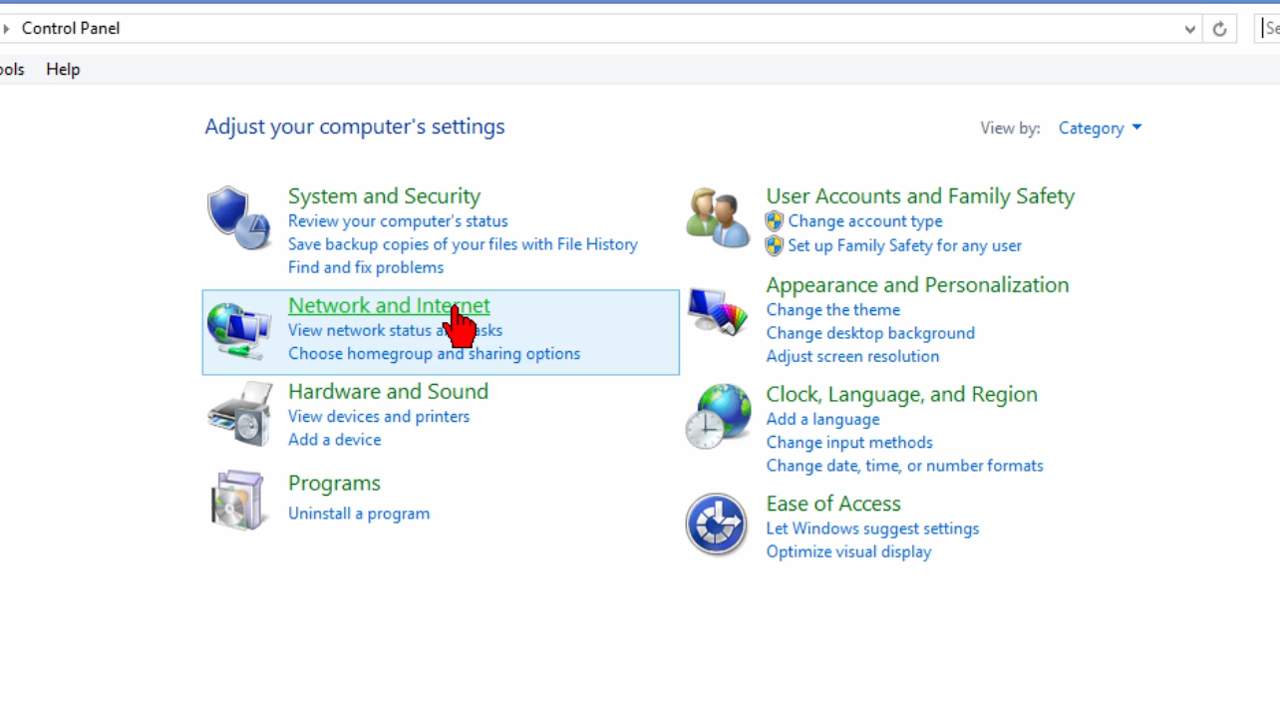 Control Panel
Help
Adjust your computer's settings
View by: Category
System and Security
Review your computer's status
Save backup copies of your files with File History
Find and fix problems
Network and Internet
View network status
Choose homegroup and sharing options
Hardware and Sound
View devices and printers
Add a device
Programs
Uninstall a program
User Accounts and Family Safety
Change account type
Set up Family Safety for any user
Appearance and Personalization
Change the theme
Change desktop background
Adjust screen resolution
Clock, Language, and Region
Add a language
Change input methods
Change date, time, or number formats
Ease of Access
Let Windows suggest settings
Optimize visual display